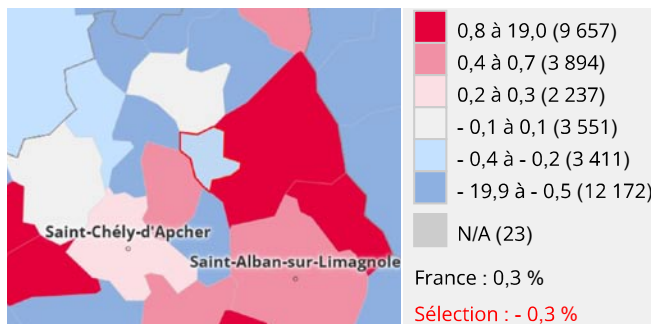 Saint-Chély-d'Apcher
Saint-Alban-sur-Limagnole
0,8 à 19,0 (9 657)
0,4 à 0,7 (3 894)
0,2 à 0,3 (2 237)
- 0,1 à 0,1 (3 551)
- 0,4 à - 0,2 (3 411)
- 19,9 à - 0,5 (12 172)
N/A (23)
France : 0,3 %
Sélection : - 0,3 %